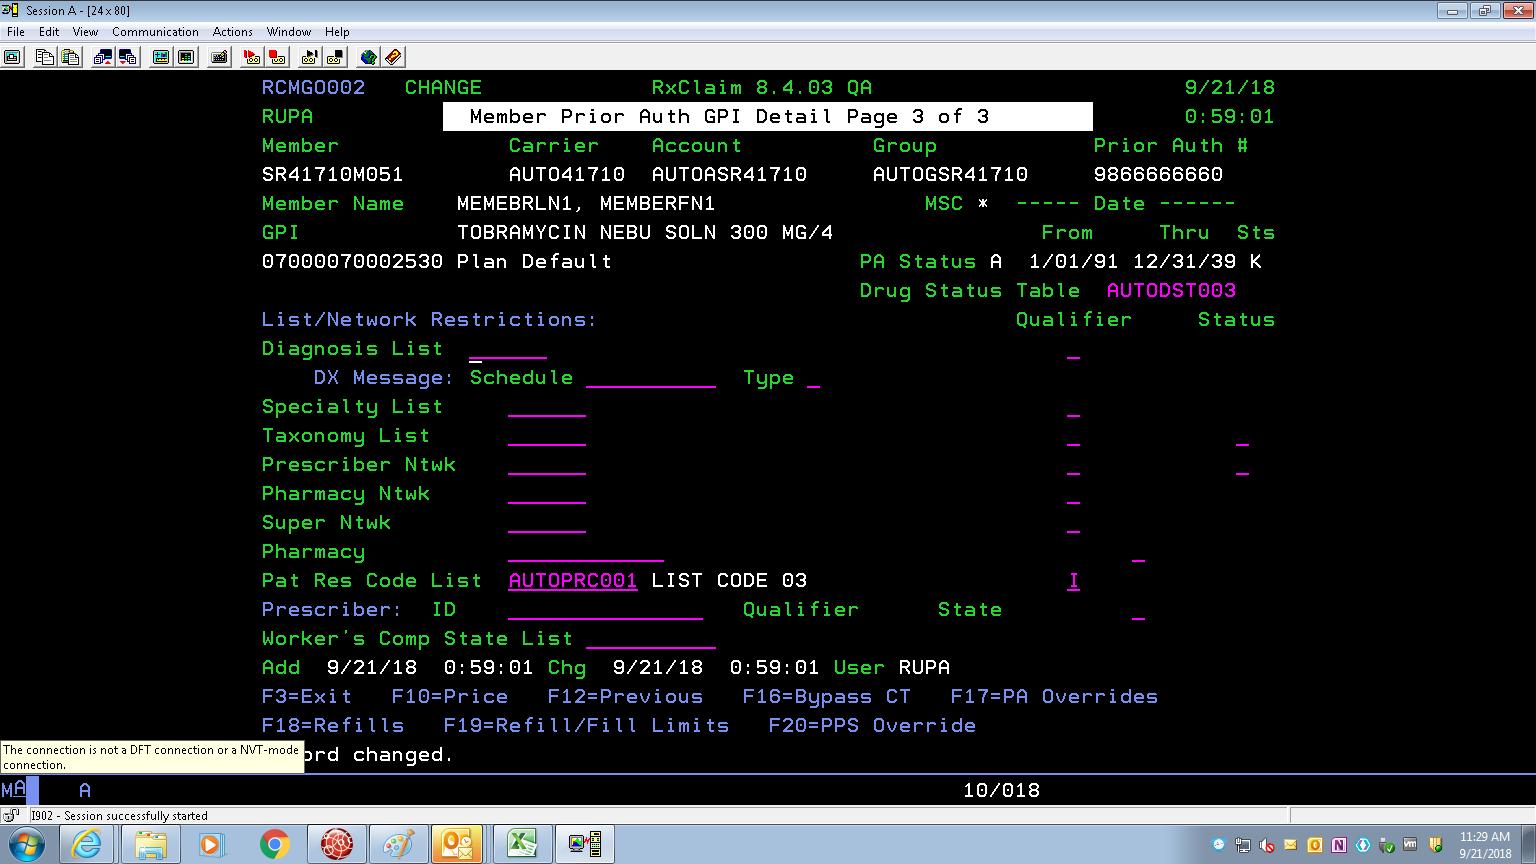 Session A - [24 x 80]
File Edit View Communication Actions Window Help
RCMGO002 CHANGE RxClaim 8.4.03 QA 9/21/18
RUPA Member Prior Auth GPI Detail Page 3 of 3 0:59:01
Member Carrier Account Group Prior Auth #
SR41710M051 AUTO41710 AUTOASR41710 AUTOGSR41710 9866666660
Member Name MEMEBRLN1, MEMBERFN1 MSC * ----- Date ------
GPI TOBRAMYCIN NEBU SOLN 300 MG/4 From Thru Sts
07000070002530 Plan Default PA Status A 1/01/91 12/31/39 K
Drug Status Table AUTODST003
List/Network Restrictions: Qualifier Status
Diagnosis List
DX Message: Schedule Type
Specialty List
Taxonomy List
Prescriber Ntwk
Pharmacy Ntwk
Super Ntwk
Pharmacy
Pat Res Code List AUTOPRC001 LIST CODE 03 I
Prescriber: ID Qualifier State
Worker's Comp State List
Add 9/21/18 0:59:01 Chg 9/21/18 0:59:01 User RUPA
F3=Exit F10=Price F12=Previous F16=Bypass CT F17=PA Overrides
F18=Refills F19=Refill/Fill Limits F20=PPS Override
The connection is not a DFT connection or a NVT-mode
connection.
ord changed.
MA A 10/018
I902 - Session successfully started
11:29 AM
9/21/2018